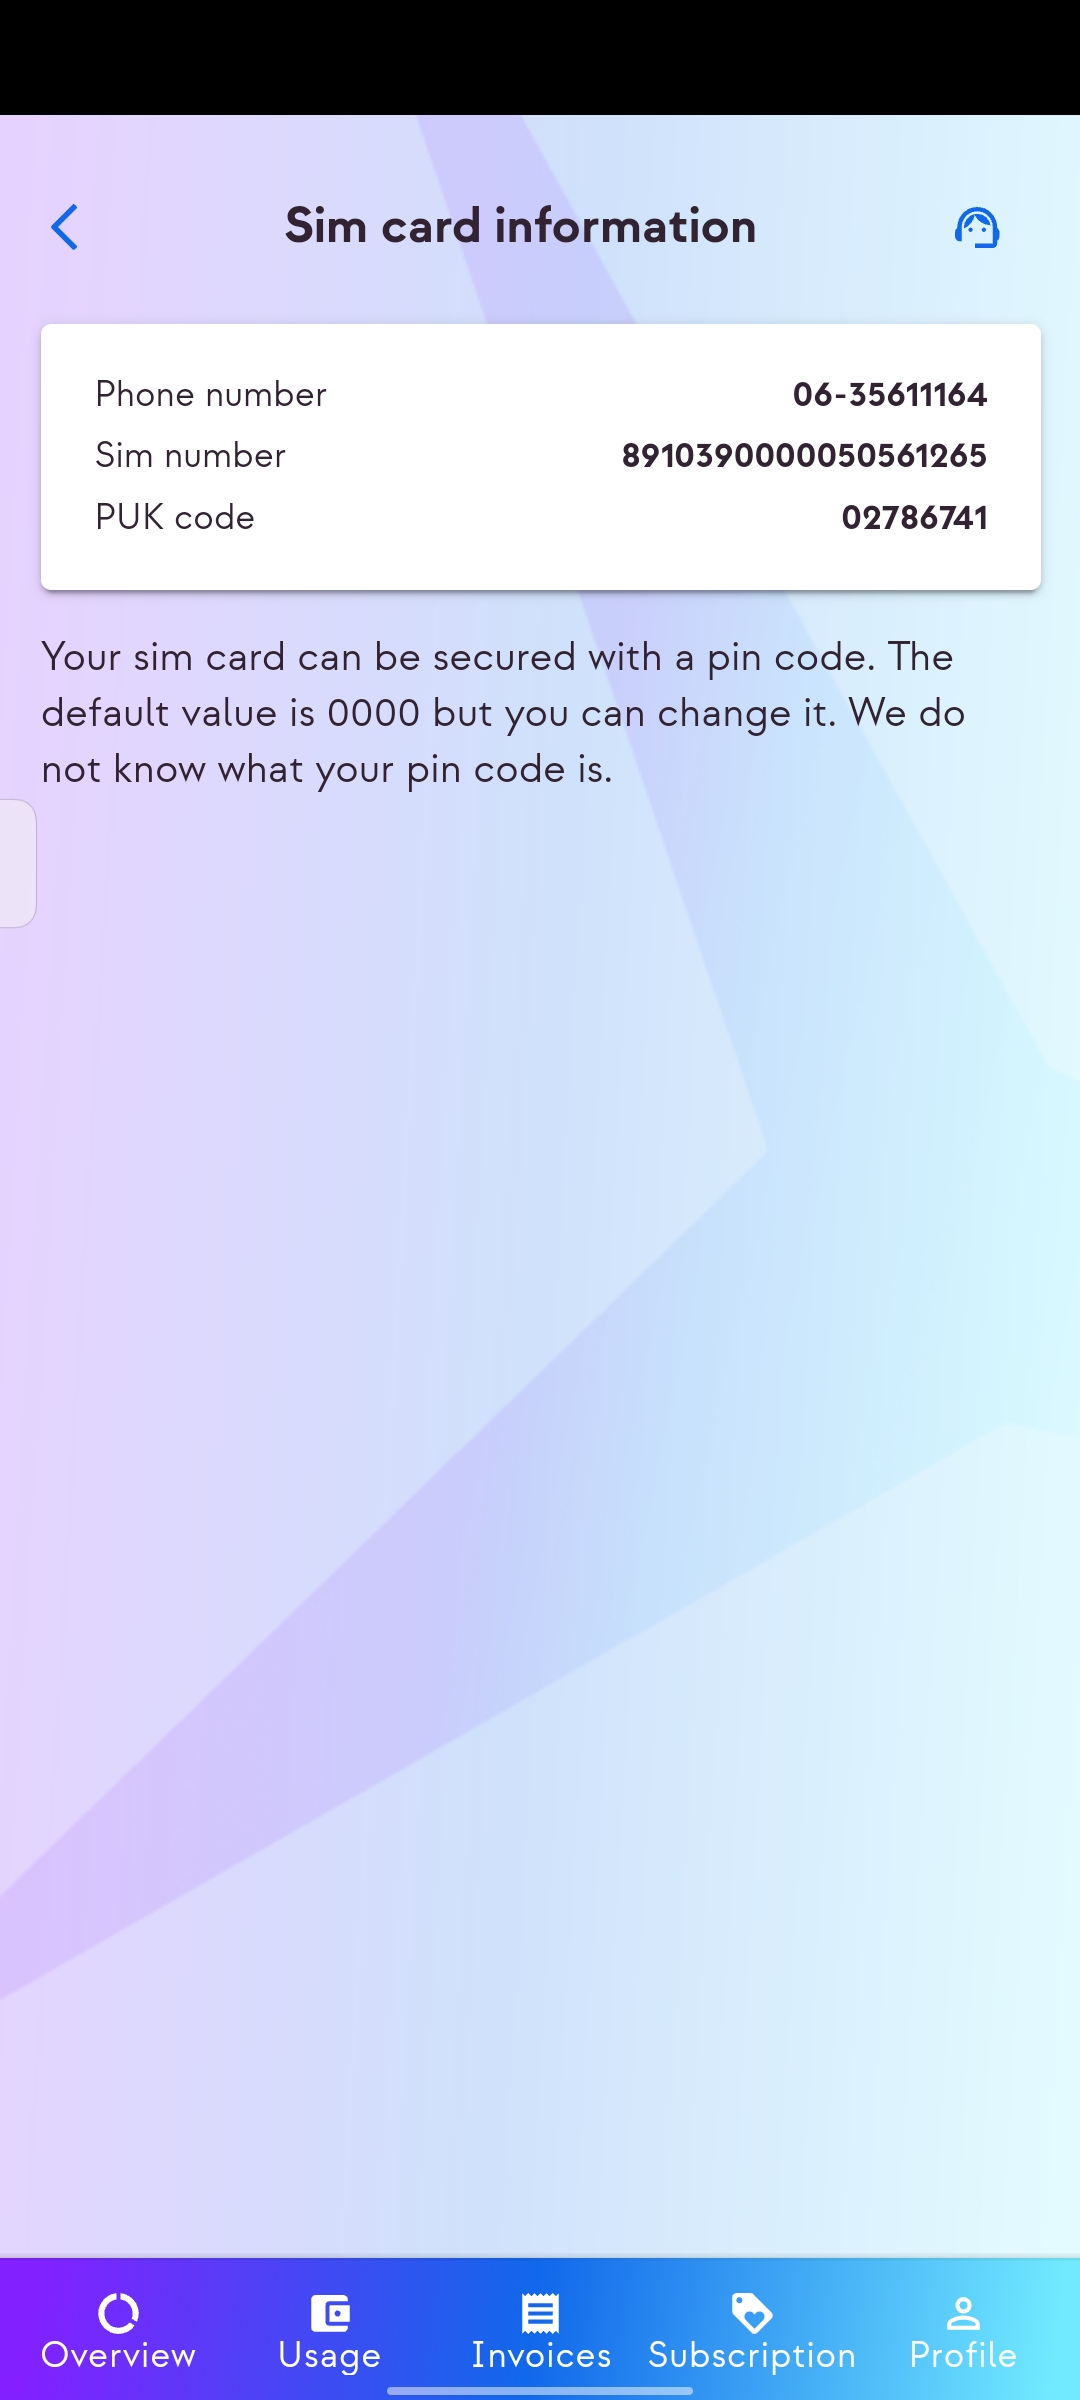 Sim card information
Phone number 06-35611164
Sim number 8910390000050561265
PUK code 02786741
Your sim card can be secured with a pin code. The
default value is 0000 but you can change it. We do
not know what your pin code is.
Overview Usage Invoices Subscription Profile